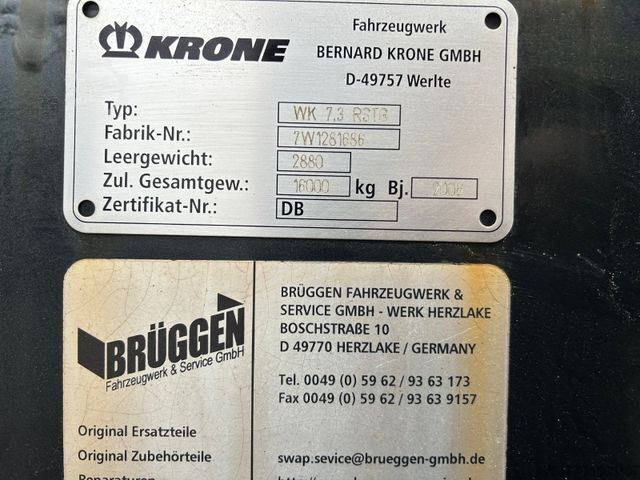 KRONE
Fahrzeugwerk
BERNARD KRONE GMBH
D-49757 Werlte
Typ: WK 7.3 RSTG
Fabrik-Nr.: 7W1281686
Leergewicht: 2880
Zul. Gesamtgew.: 16000 kg Bj. 2006
Zertifikat-Nr.: DB
BRÜGGEN
Fahrzeugwerk & Service GmbH
Original Ersatzteile
Original Zubehörteile
Reparaturen
BRÜGGEN FAHRZEUGWERK &
SERVICE GMBH - WERK HERZLAKE
BOSCHSTRAßE 10
D 49770 HERZLAKE / GERMANY
Tel. 0049 (0) 59 62 / 93 63 173
Fax 0049 (0) 59 62 / 93 63 9157
swap.sevice@brueggen-gmbh.de